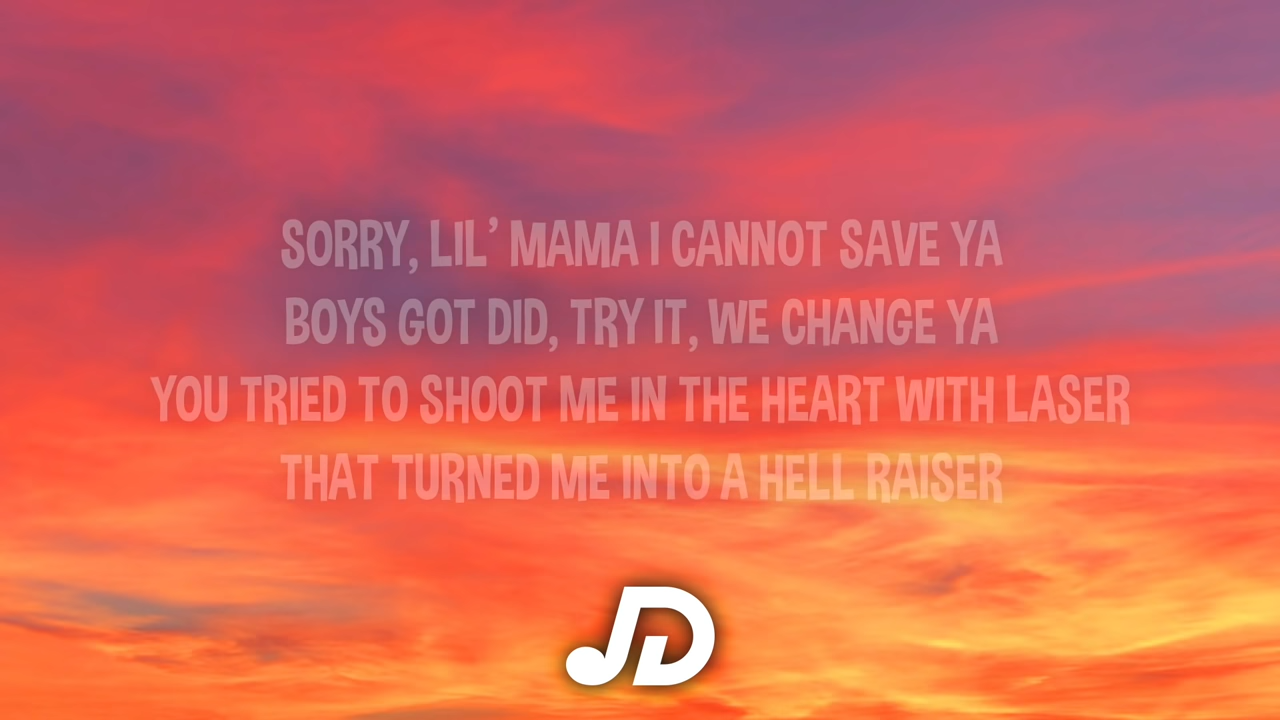 SORRY, LIL' MAMA I CANNOT SAVE YA
BOYS GOT DID, TRY IT, WE CHANGE YA
YOU TRIED TO SHOOT ME IN THE HEART WITH LASER
THAT TURNED ME INTO A HELL RAISER
JD